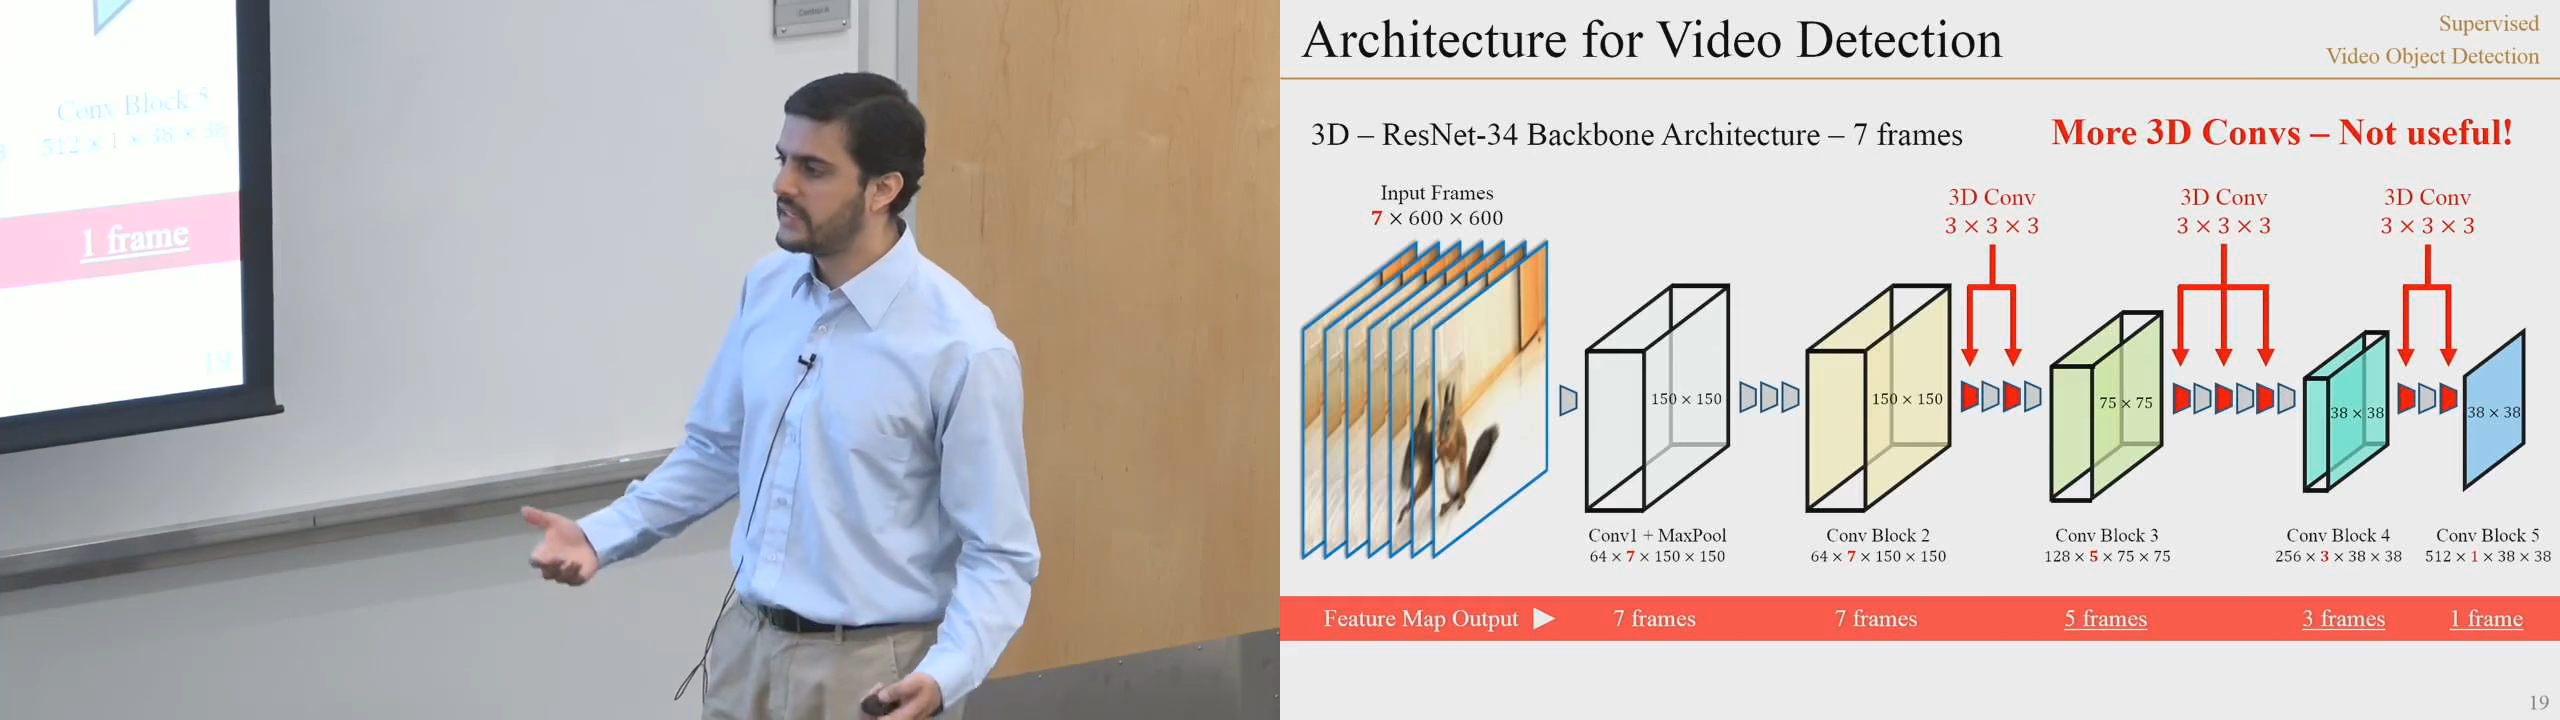 Control A
Conv Block 5
512 × 1 × 38 × 38
1 frame
19
Architecture for Video Detection
Supervised
Video Object Detection
3D – ResNet-34 Backbone Architecture – 7 frames
More 3D Convs – Not useful!
Input Frames
7 × 600 × 600
3D Conv
3 × 3 × 3
3D Conv
3 × 3 × 3
3D Conv
3 × 3 × 3
150 × 150
150 × 150
75 × 75
38 × 38
38 × 38
Conv1 + MaxPool
64 × 7 × 150 × 150
Conv Block 2
64 × 7 × 150 × 150
Conv Block 3
128 × 5 × 75 × 75
Conv Block 4
256 × 3 × 38 × 38
Conv Block 5
512 × 1 × 38 × 38
Feature Map Output
7 frames
7 frames
5 frames
3 frames
1 frame
19